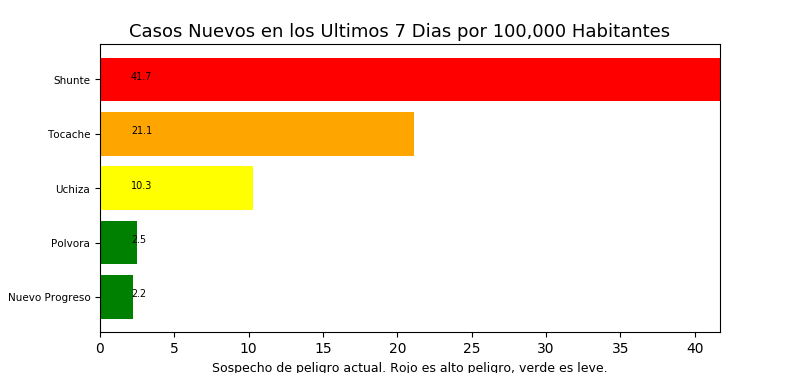 Casos Nuevos en los Ultimos 7 Dias por 100,000 Habitantes
Shunte 41.7
Tocache 21.1
Uchiza 10.3
Polvora 2.5
Nuevo Progreso 2.2
0 5 10 15 20 25 30 35 40
Sospecho de peligro actual. Rojo es alto peligro, verde es leve.